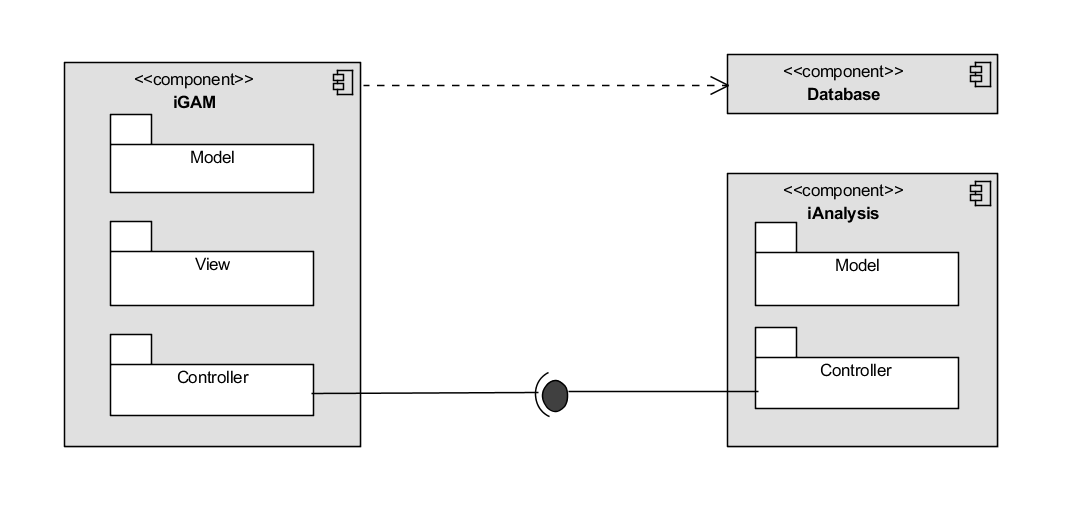 <<component>>
iGAM
Model
View
Controller
<<component>>
Database
<<component>>
iAnalysis
Model
Controller